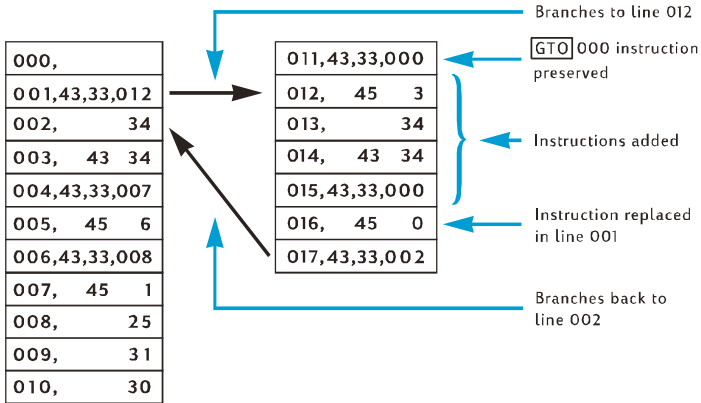 Branches to line 012
000,
001,43,33,012
002, 34
003, 43 34
004,43,33,007
005, 45 6
006,43,33,008
007, 45 1
008, 25
009, 31
010, 30
011,43,33,000
012, 45 3
013, 34
014, 43 34
015,43,33,000
016, 45 0
017,43,33,002
GTO 000 instruction
preserved
Instructions added
Instruction replaced
in line 001
Branches back to
line 002